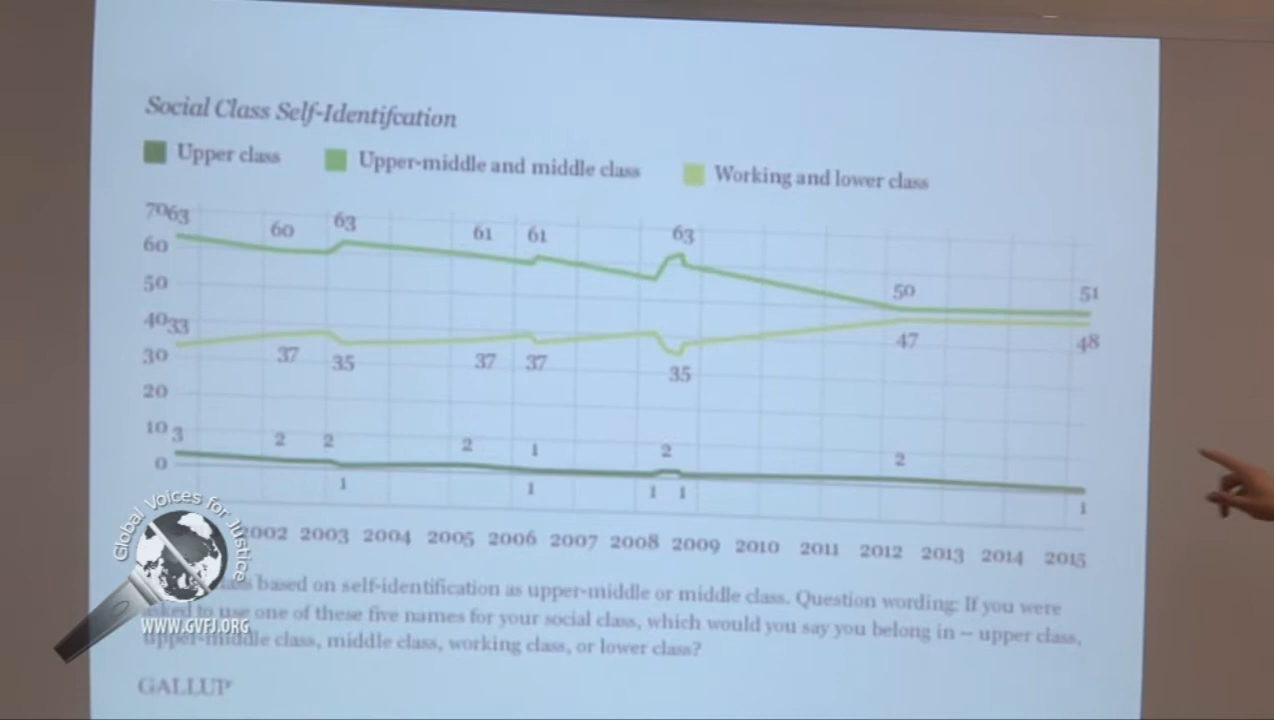 Social Class Self-Identifcation
Upper class Upper-middle and middle class Working and lower class
70 63 60 63 61 61 63 50 51
60
50
40 33 37 35 37 37 35 47 48
30
20
10 3 2 2 2 1 2 2
0 1 1 1 1 1
2002 2003 2004 2005 2006 2007 2008 2009 2010 2011 2012 2013 2014 2015
based on self-identification as upper-middle or middle class. Question wording: If you were
asked to use one of these five names for your social class, which would you say you belong in – upper class,
upper-middle class, middle class, working class, or lower class?
GALLUP
Global Voices for Justice
WWW.GVFJ.ORG